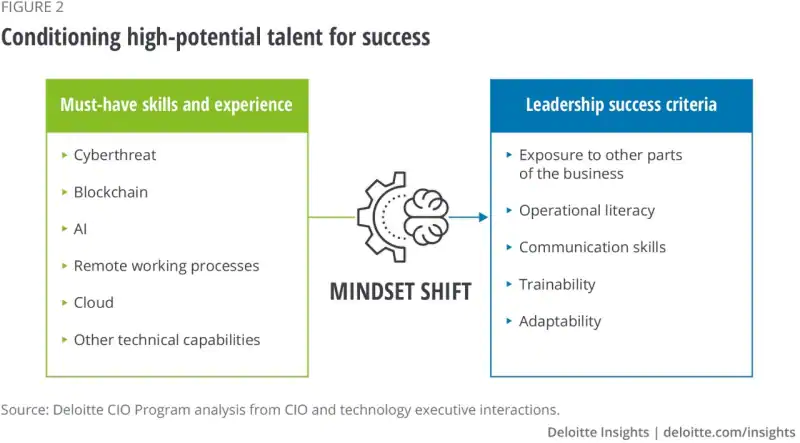 FIGURE 2
Conditioning high-potential talent for success
Must-have skills and experience
Cyberthreat
Blockchain
AI
Remote working processes
Cloud
Other technical capabilities
MINDSET SHIFT
Leadership success criteria
Exposure to other parts
of the business
Operational literacy
Communication skills
Trainability
Adaptability
Source: Deloitte CIO Program analysis from CIO and technology executive interactions.
Deloitte Insights | deloitte.com/insights